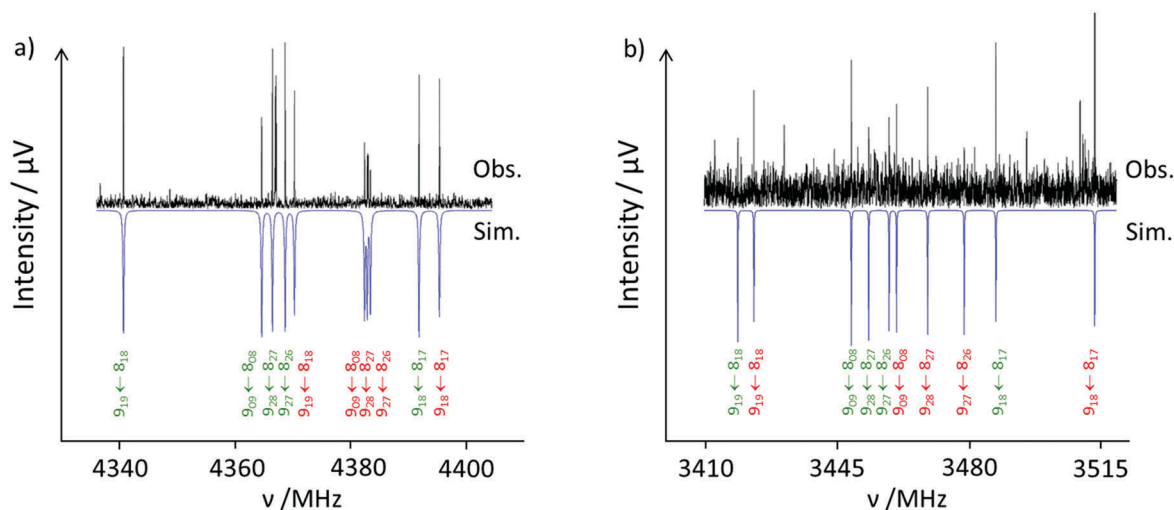 a)
Intensity / μV
Obs.
Sim.
9₁₉ ← 8₁₈
9₀₉ ← 8₀₈
9₂₈ ← 8₂₇
9₂₇ ← 8₂₆
9₁₉ ← 8₁₈
9₀₉ ← 8₀₈
9₂₈ ← 8₂₇
9₂₇ ← 8₂₆
9₁₈ ← 8₁₇
9₁₈ ← 8₁₇
4340 4360 4380 4400
ν /MHz
b)
Intensity / μV
Obs.
Sim.
9₁₉ ← 8₁₈
9₁₉ ← 8₁₈
9₀₉ ← 8₀₈
9₂₈ ← 8₂₇
9₂₇ ← 8₂₆
9₀₉ ← 8₀₈
9₂₈ ← 8₂₇
9₂₇ ← 8₂₆
9₁₈ ← 8₁₇
9₁₈ ← 8₁₇
3410 3445 3480 3515
ν /MHz